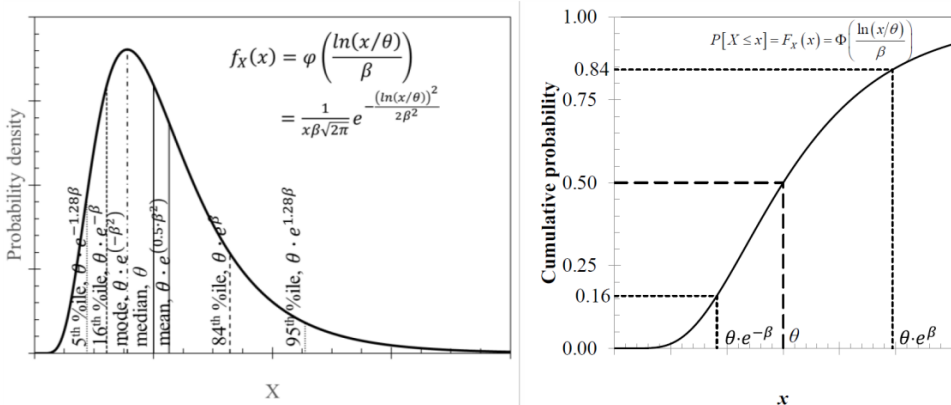 f_X(x) = φ(ln(x/θ)/β)
= 1/(xβ√2π) e^(-(ln(x/θ))²/(2β²))
Probability density
5th %ile, θ · e^(-1.28β)
16th %ile, θ · e^(-β)
mode, θ · e^(-β²)
median, θ
mean, θ · e^(0.5·β²)
84th %ile, θ · e^β
95th %ile, θ · e^(1.28β)
X
P[X ≤ x] = F_X(x) = Φ(ln(x/θ)/β)
Cumulative probability
1.00
0.84
0.75
0.50
0.25
0.16
0.00
θ·e^(-β)
θ
θ·e^β
x